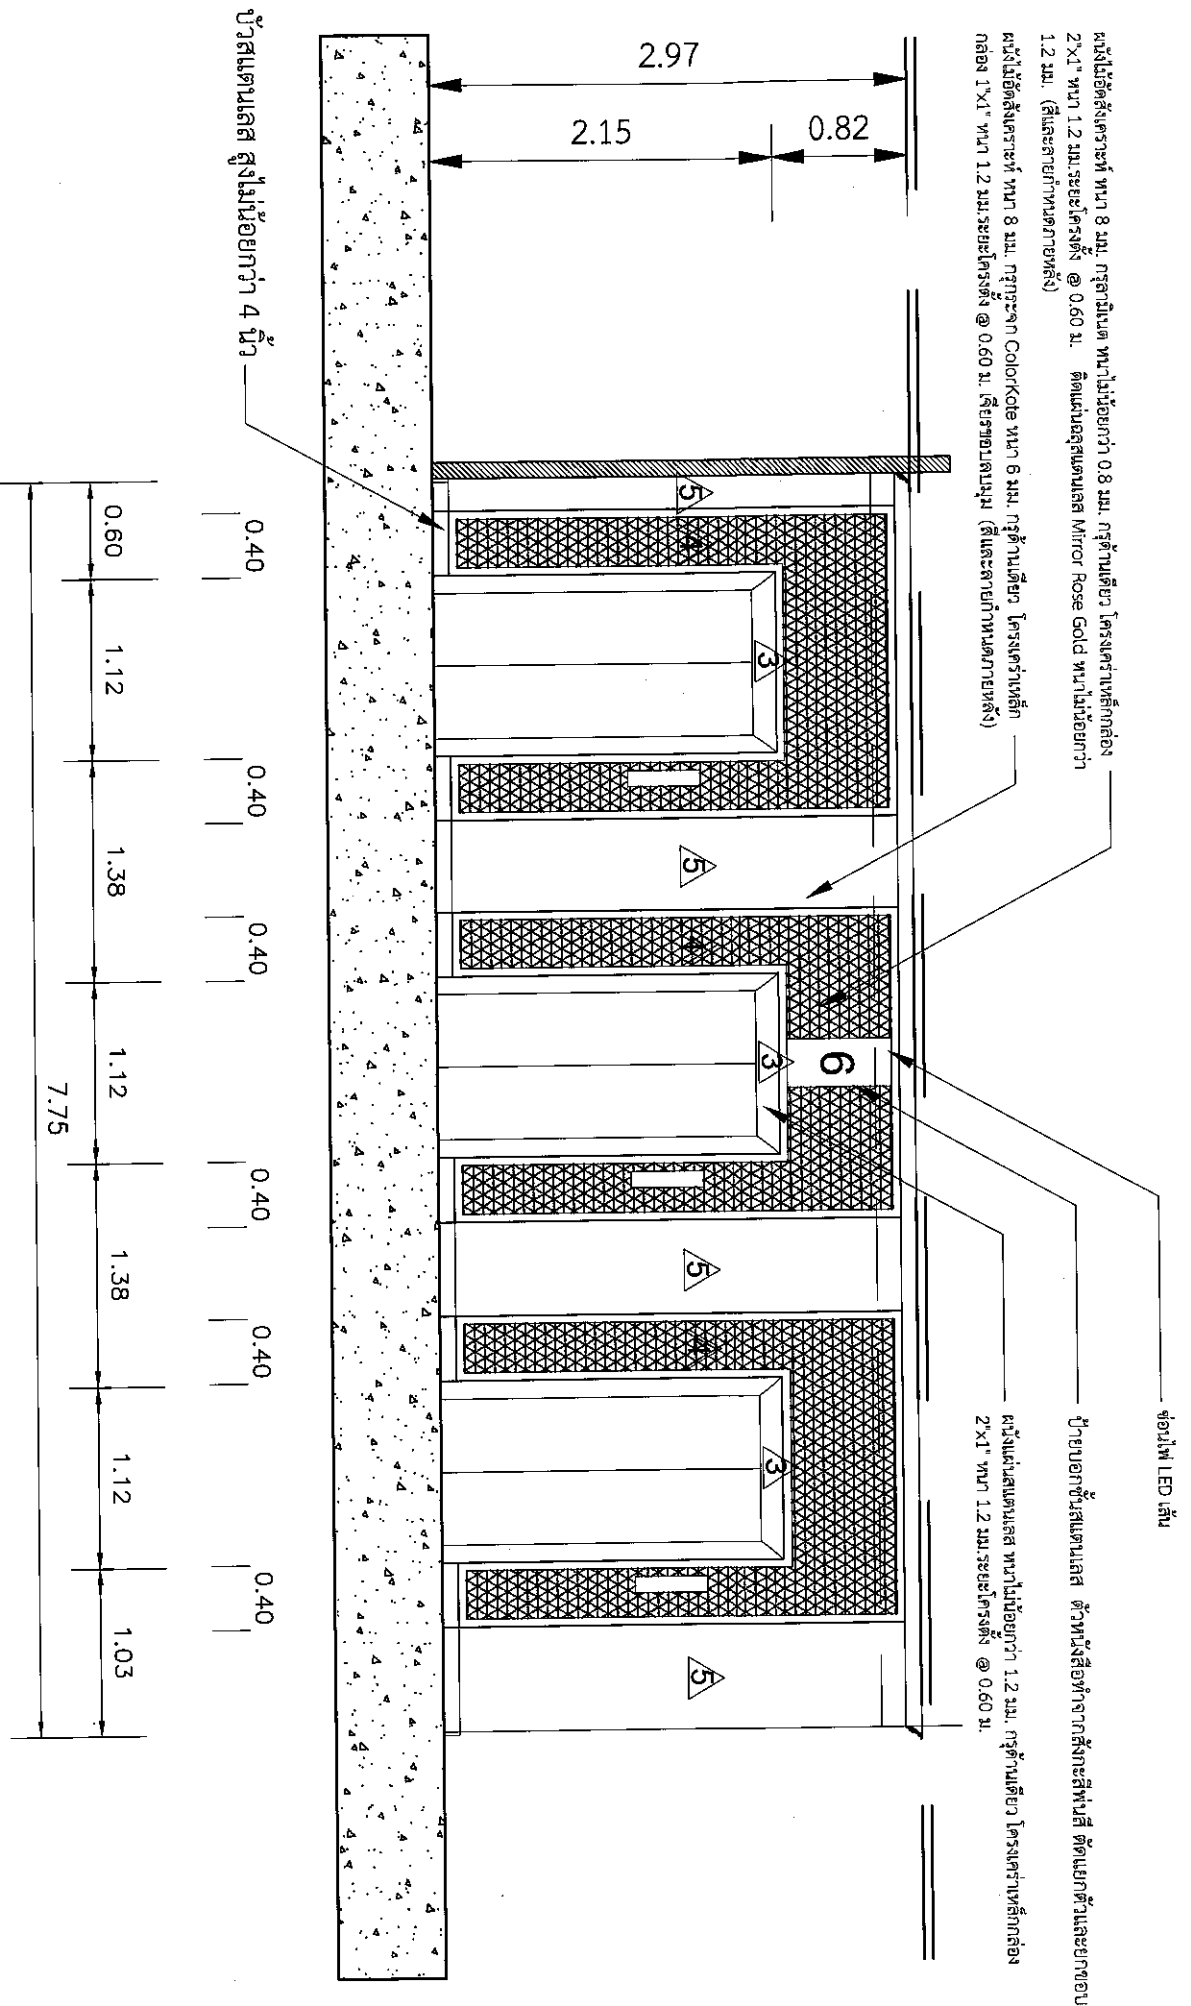 ซ่อนไฟ LED เส้น
ป้ายบอกชั้นสแตนเลส ตัวหนังสือทำจากสังกะสีพ่นสี ตัดแยกตัวและยกขอบ
ผนังไม้อัดสังเคราะห์ หนา 8 มม. กรุลามิเนต หนาไม่น้อยกว่า 0.8 มม. กรุด้านเดียว โครงเคร่าเหล็กกล่อง
2"x1" หนา 1.2 มม.ระยะโครงตั้ง @ 0.60 ม. ติดแผ่นฉลุสแตนเลส Mirror Rose Gold หนาไม่น้อยกว่า
1.2 มม. (สีและลายกำหนดภายหลัง)
ผนังไม้อัดสังเคราะห์ หนา 8 มม. กรุกระจก ColorKote หนา 6 มม. กรุด้านเดียว โครงเคร่าเหล็ก
กล่อง 1"x1" หนา 1.2 มม.ระยะโครงตั้ง @ 0.60 ม. เจียรขอบลบมุม (สีและลายกำหนดภายหลัง)
ผนังแผ่นสแตนเลส หนาไม่น้อยกว่า 1.2 มม. กรุด้านเดียว โครงเคร่าเหล็กกล่อง
2"x1" หนา 1.2 มม.ระยะโครงตั้ง @ 0.60 ม.
0.82
2.97
2.15
6
3
3
3
5
4
5
4
5
4
5
บัวสแตนเลส สูงไม่น้อยกว่า 4 นิ้ว
0.40
0.40
0.40
0.40
0.40
0.40
0.60
1.12
1.38
1.12
1.38
1.12
1.03
7.75